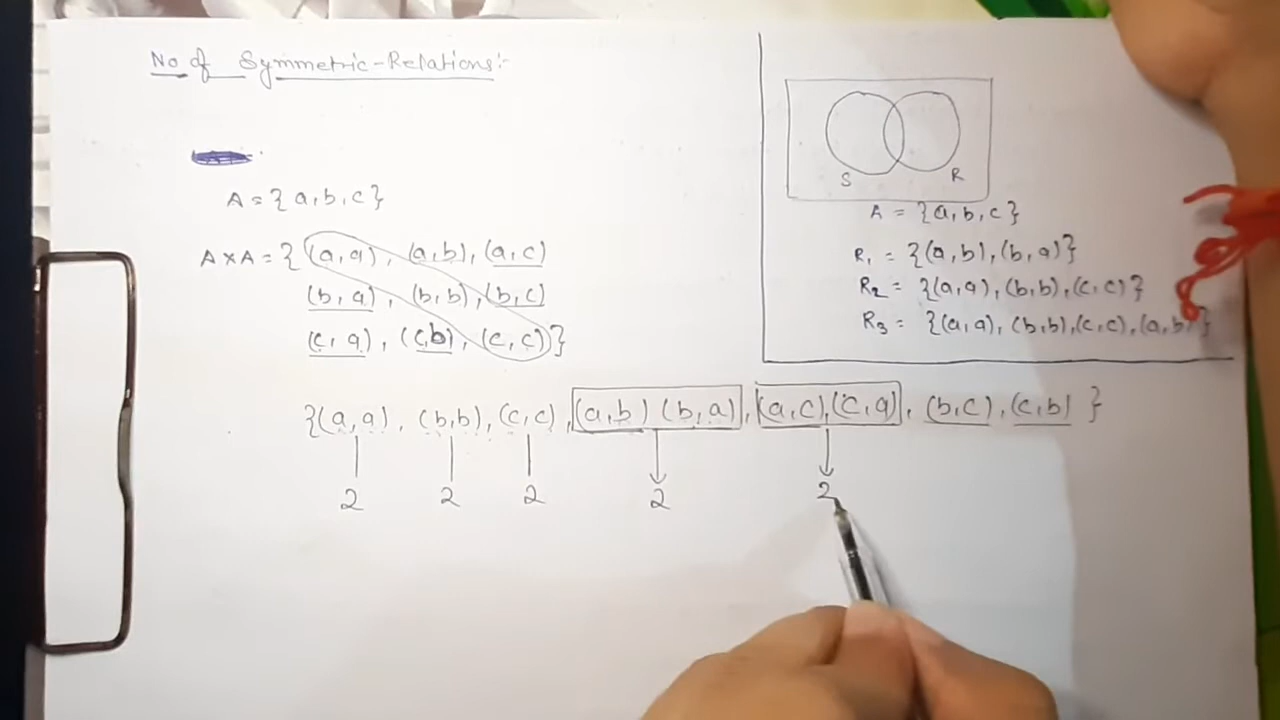 No of Symmetric-Relations:-
A = {a,b,c}
A×A = {(a,a), (a,b), (a,c)
(b,a), (b,b), (b,c)
(c,a), (c,b), (c,c)}
S R
A = {a,b,c}
R₁ = {(a,b),(b,a)}
R₂ = {(a,a),(b,b),(c,c)}
R₃ = {(a,a),(b,b),(c,c),(a,b)}
{(a,a), (b,b), (c,c), (a,b) (b,a), (a,c),(c,a), (b,c), (c,b)}
2 2 2 2 2